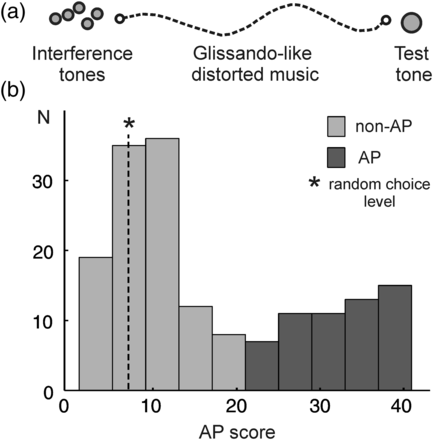 (a)
Interference
tones
Glissando-like
distorted music
Test
tone
(b)
N
30
20
10
0
10
20
30
40
AP score
*
non-AP
AP
* random choice
level